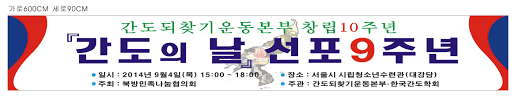 가로600CM 세로90CM
간도되찾기운동본부 창립10주년
『간도의 날』 선포9주년
• 일시 : 2014년 9월4일(목) 15:00 ~ 18:00 • 장소 : 서울시 시립청소년수련관(대강당)
• 주최 : 북방민족나눔협의회 • 주관 : 간도되찾기운동본부·한국간도학회